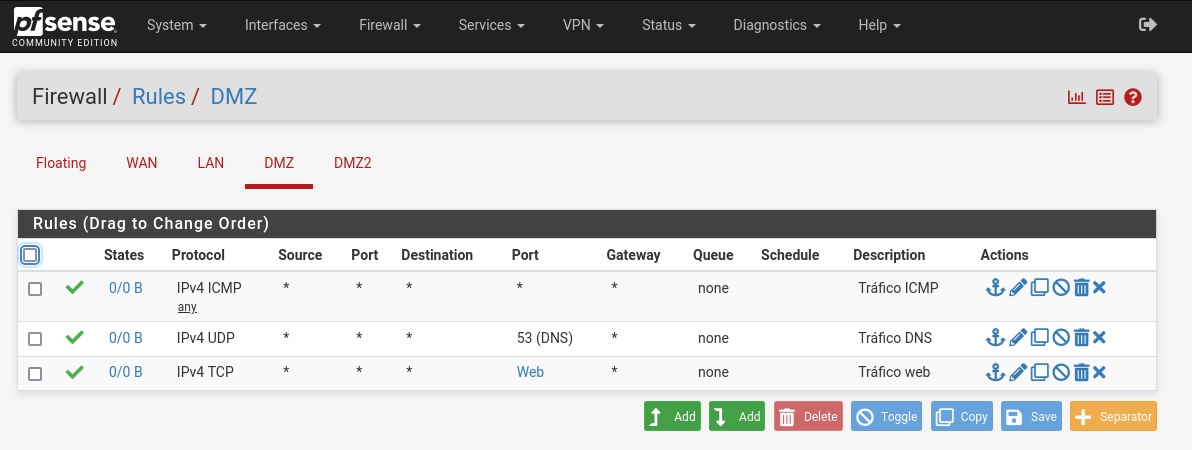 pfsense
COMMUNITY EDITION
System Interfaces Firewall Services VPN Status Diagnostics Help
Firewall / Rules / DMZ
Floating WAN LAN DMZ DMZ2
Rules (Drag to Change Order)
States Protocol Source Port Destination Port Gateway Queue Schedule Description Actions
0/0 B IPv4 ICMP * * * * * none Tráfico ICMP
any
0/0 B IPv4 UDP * * * 53 (DNS) * none Tráfico DNS
0/0 B IPv4 TCP * * * Web * none Tráfico web
Add Add Delete Toggle Copy Save Separator